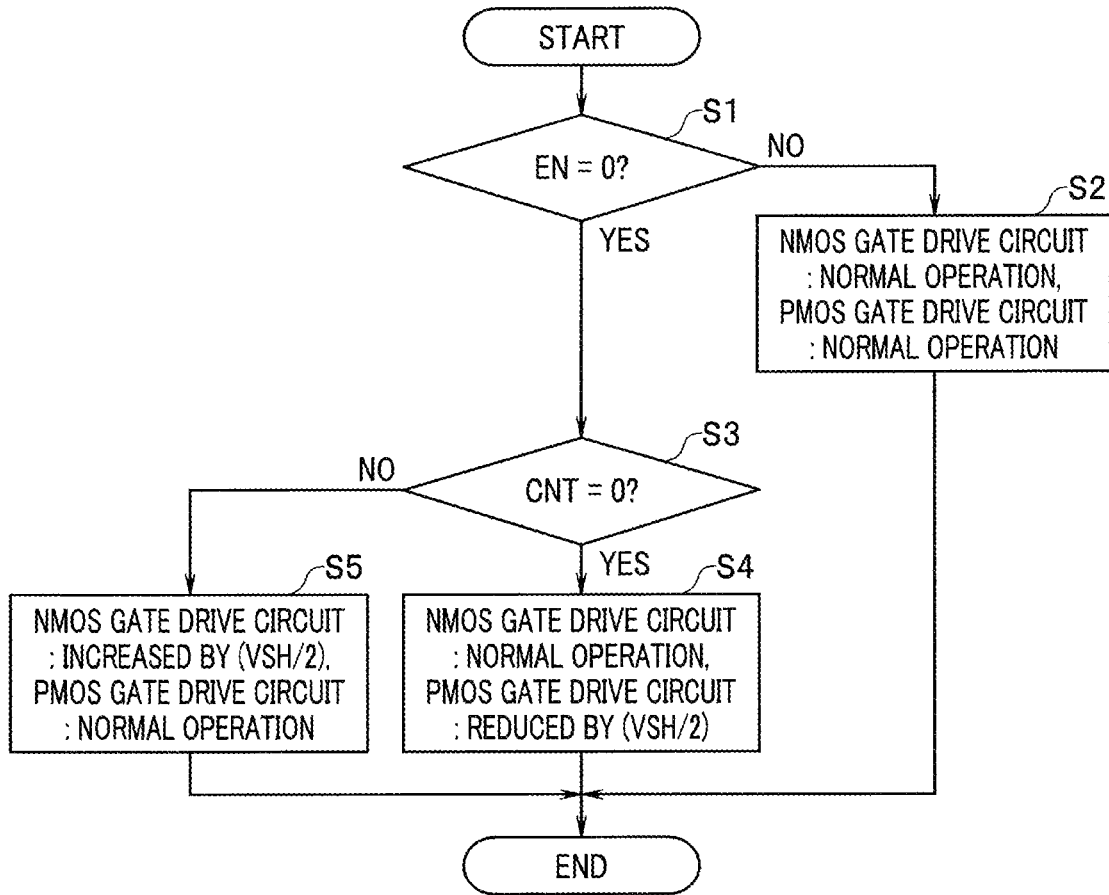 START
S1
EN = 0?
NO
YES
S2
NMOS GATE DRIVE CIRCUIT
: NORMAL OPERATION,
PMOS GATE DRIVE CIRCUIT
: NORMAL OPERATION
S3
CNT = 0?
NO
YES
S5
NMOS GATE DRIVE CIRCUIT
: INCREASED BY (VSH/2),
PMOS GATE DRIVE CIRCUIT
: NORMAL OPERATION
S4
NMOS GATE DRIVE CIRCUIT
: NORMAL OPERATION,
PMOS GATE DRIVE CIRCUIT
: REDUCED BY (VSH/2)
END